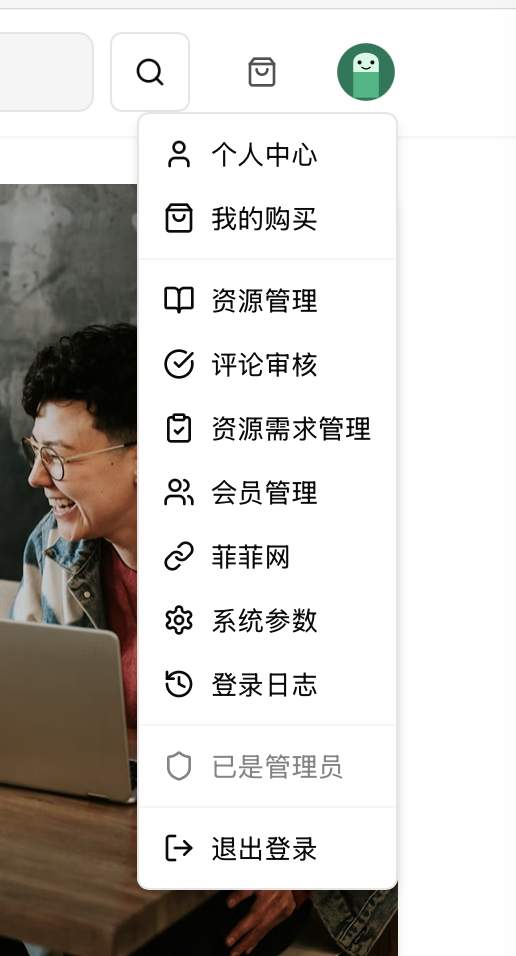 个人中心
我的购买
资源管理
评论审核
资源需求管理
会员管理
菲菲网
系统参数
登录日志
已是管理员
退出登录